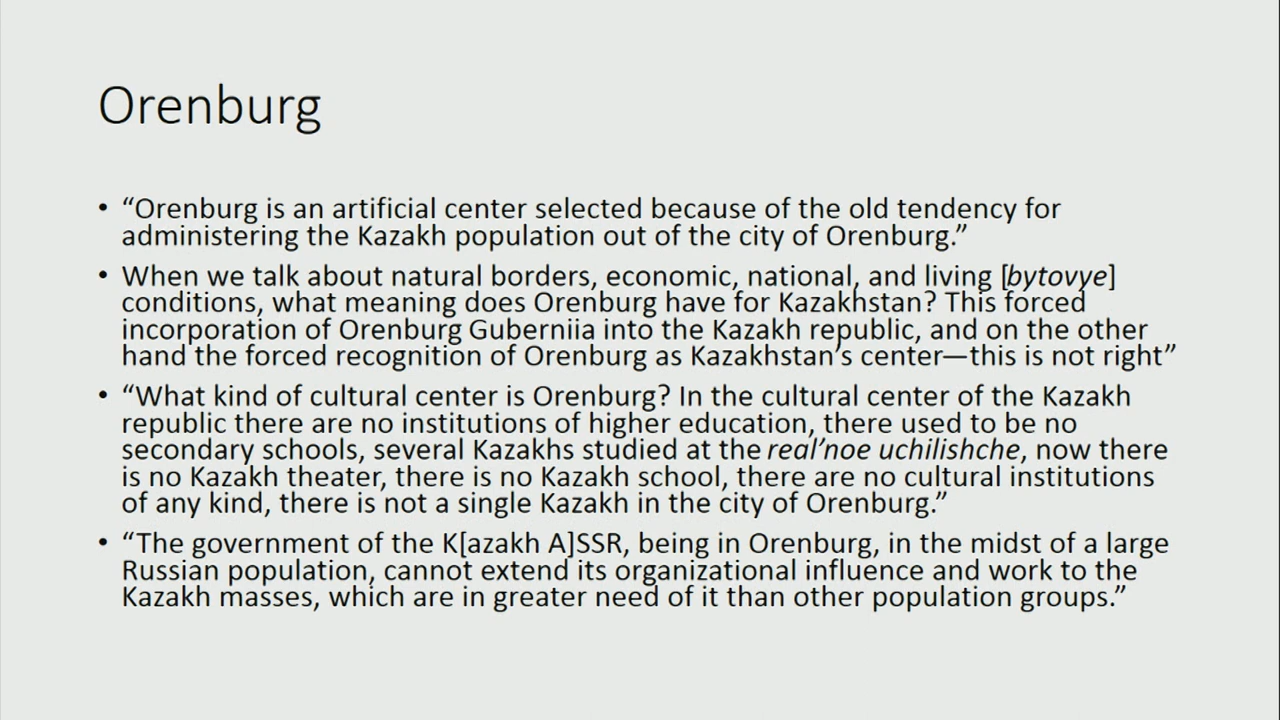 Orenburg
• “Orenburg is an artificial center selected because of the old tendency for
administering the Kazakh population out of the city of Orenburg.”
• When we talk about natural borders, economic, national, and living [bytovye]
conditions, what meaning does Orenburg have for Kazakhstan? This forced
incorporation of Orenburg Guberniia into the Kazakh republic, and on the other
hand the forced recognition of Orenburg as Kazakhstan’s center—this is not right”
• “What kind of cultural center is Orenburg? In the cultural center of the Kazakh
republic there are no institutions of higher education, there used to be no
secondary schools, several Kazakhs studied at the real’noe uchilishche, now there
is no Kazakh theater, there is no Kazakh school, there are no cultural institutions
of any kind, there is not a single Kazakh in the city of Orenburg.”
• “The government of the K[azakh A]SSR, being in Orenburg, in the midst of a large
Russian population, cannot extend its organizational influence and work to the
Kazakh masses, which are in greater need of it than other population groups.”